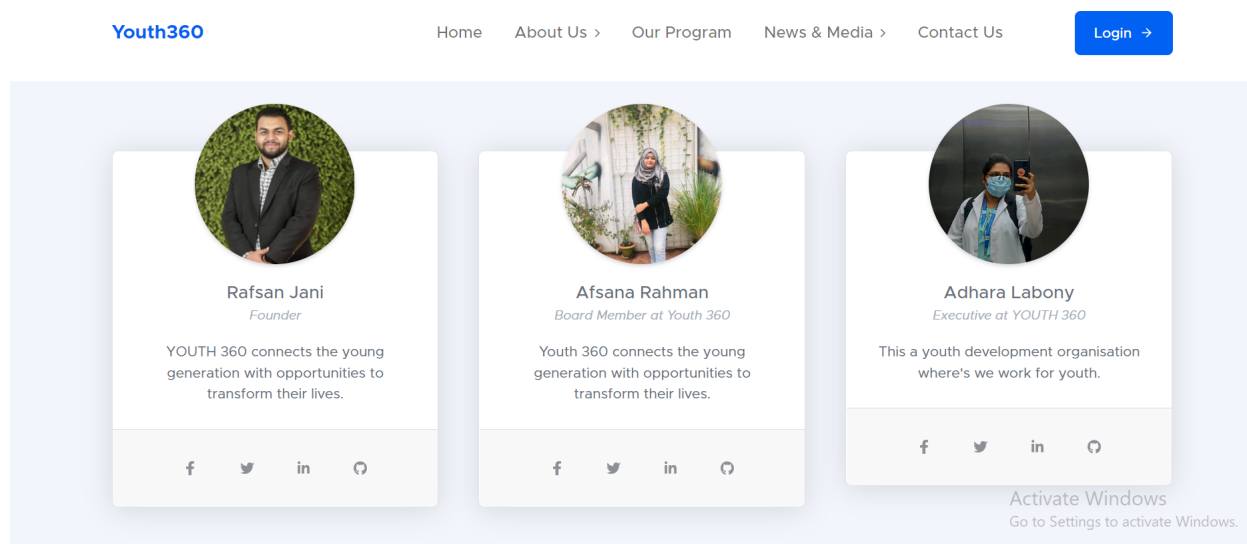 Youth360
Home
About Us >
Our Program
News & Media >
Contact Us
Login →
Rafsan Jani
Founder
YOUTH 360 connects the young
generation with opportunities to
transform their lives.
Afsana Rahman
Board Member at Youth 360
Youth 360 connects the young
generation with opportunities to
transform their lives.
Adhara Labony
Executive at YOUTH 360
This a youth development organisation
where's we work for youth.
Activate Windows
Go to Settings to activate Windows.